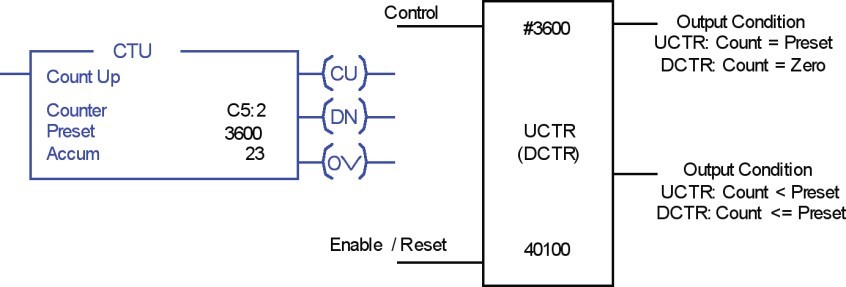 CTU
Count Up
Counter C5:2
Preset 3600
Accum 23
CU
DN
OV
Control
#3600
UCTR
(DCTR)
Enable / Reset
40100
Output Condition
UCTR: Count = Preset
DCTR: Count = Zero
Output Condition
UCTR: Count < Preset
DCTR: Count <= Preset